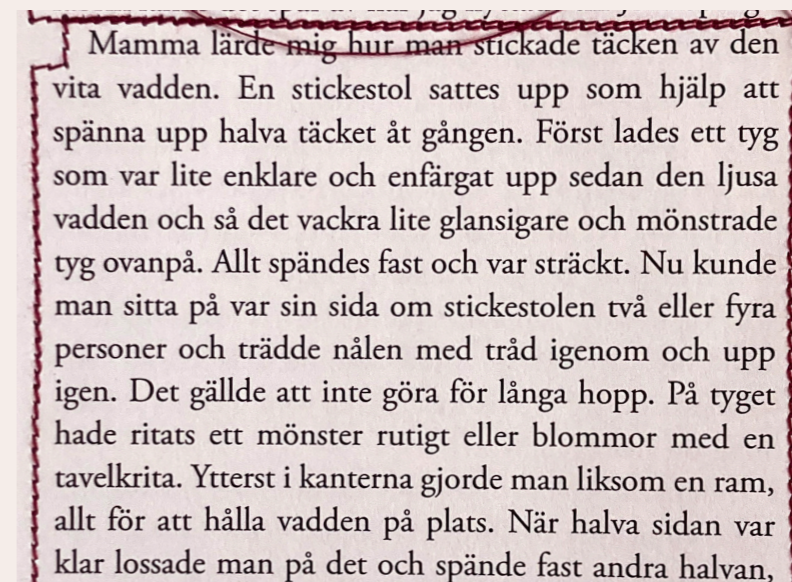 Mamma lärde mig hur man stickade täcken av den
vita vadden. En stickestol sattes upp som hjälp att
spänna upp halva täcket åt gången. Först lades ett tyg
som var lite enklare och enfärgat upp sedan den ljusa
vadden och så det vackra lite glansigare och mönstrade
tyg ovanpå. Allt spändes fast och var sträckt. Nu kunde
man sitta på var sin sida om stickestolen två eller fyra
personer och trädde nålen med tråd igenom och upp
igen. Det gällde att inte göra för långa hopp. På tyget
hade ritats ett mönster rutigt eller blommor med en
tavelkrita. Ytterst i kanterna gjorde man liksom en ram,
allt för att hålla vadden på plats. När halva sidan var
klar lossade man på det och spände fast andra halvan,